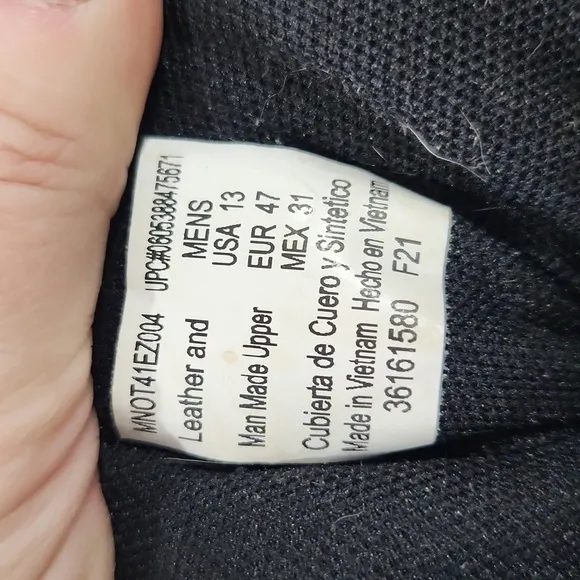 MNOT41EZ004 UPC#0605388475671
Leather and MENS
USA 13
Man Made Upper EUR 47
MEX 31
Cubierta de Cuero y Sintetico
Made in Vietnam Hecho en Vietnam
36161580 F21